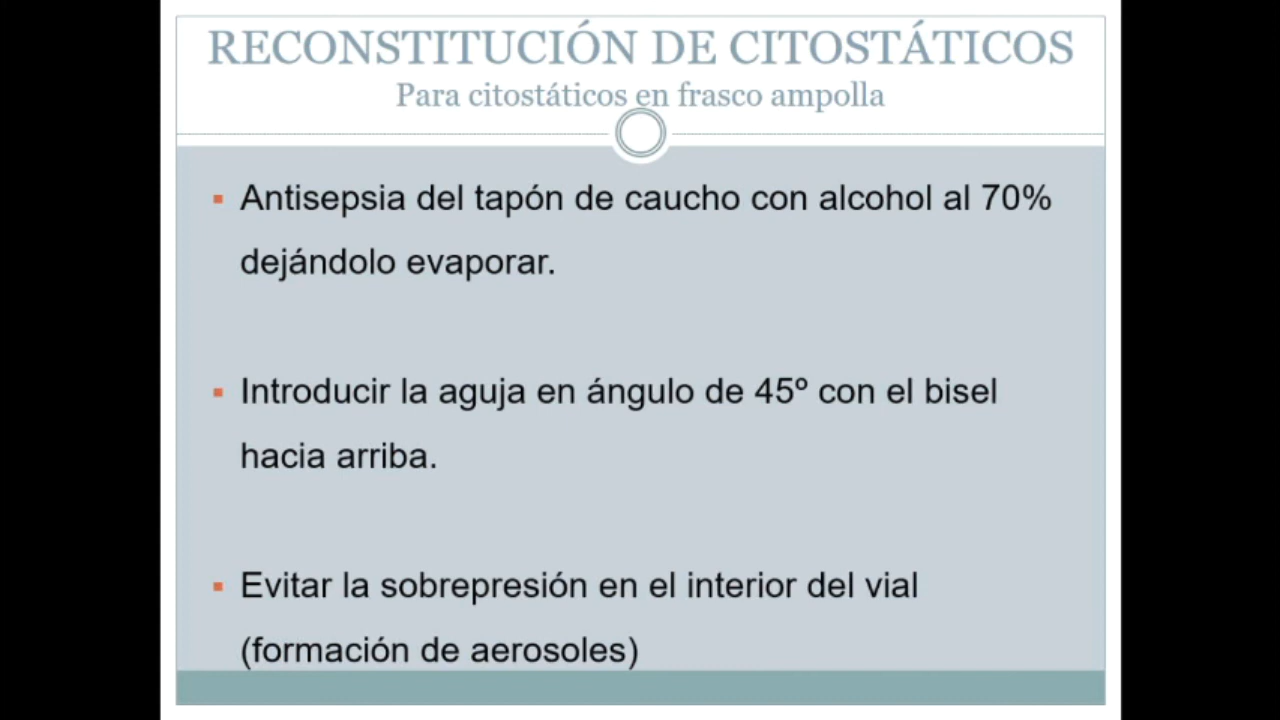 RECONSTITUCIÓN DE CITOSTÁTICOS
Para citostáticos en frasco ampolla
▪ Antisepsia del tapón de caucho con alcohol al 70%
dejándolo evaporar.
▪ Introducir la aguja en ángulo de 45º con el bisel
hacia arriba.
▪ Evitar la sobrepresión en el interior del vial
(formación de aerosoles)